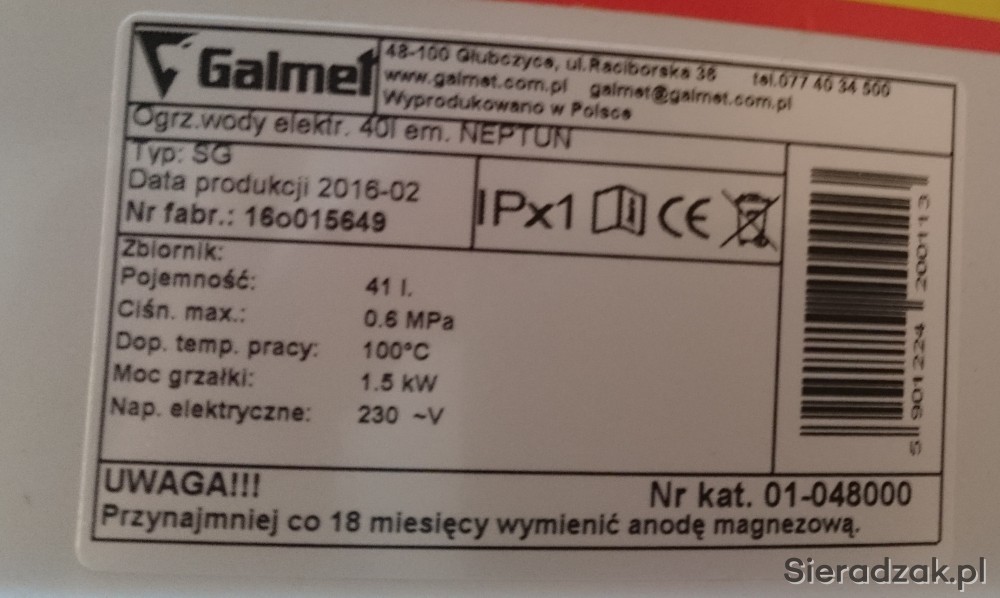 Galmet
48-100 Głubczyce, ul.Raciborska 36 tel.077 40 34 500
www.galmet.com.pl galmet@galmet.com.pl
Wyprodukowano w Polsce
Ogrz.wody elektr. 40l em. NEPTUN
Typ: SG
Data produkcji 2016-02
Nr fabr.: 16o015649
IPx1
CE
Zbiornik:
Pojemność: 41 l.
Ciśn. max.: 0.6 MPa
Dop. temp. pracy: 100°C
Moc grzałki: 1.5 kW
Nap. elektryczne: 230 ~V
5 901224 200113
UWAGA!!!
Nr kat. 01-048000
Przynajmniej co 18 miesięcy wymienić anodę magnezową.
Sieradzak.pl